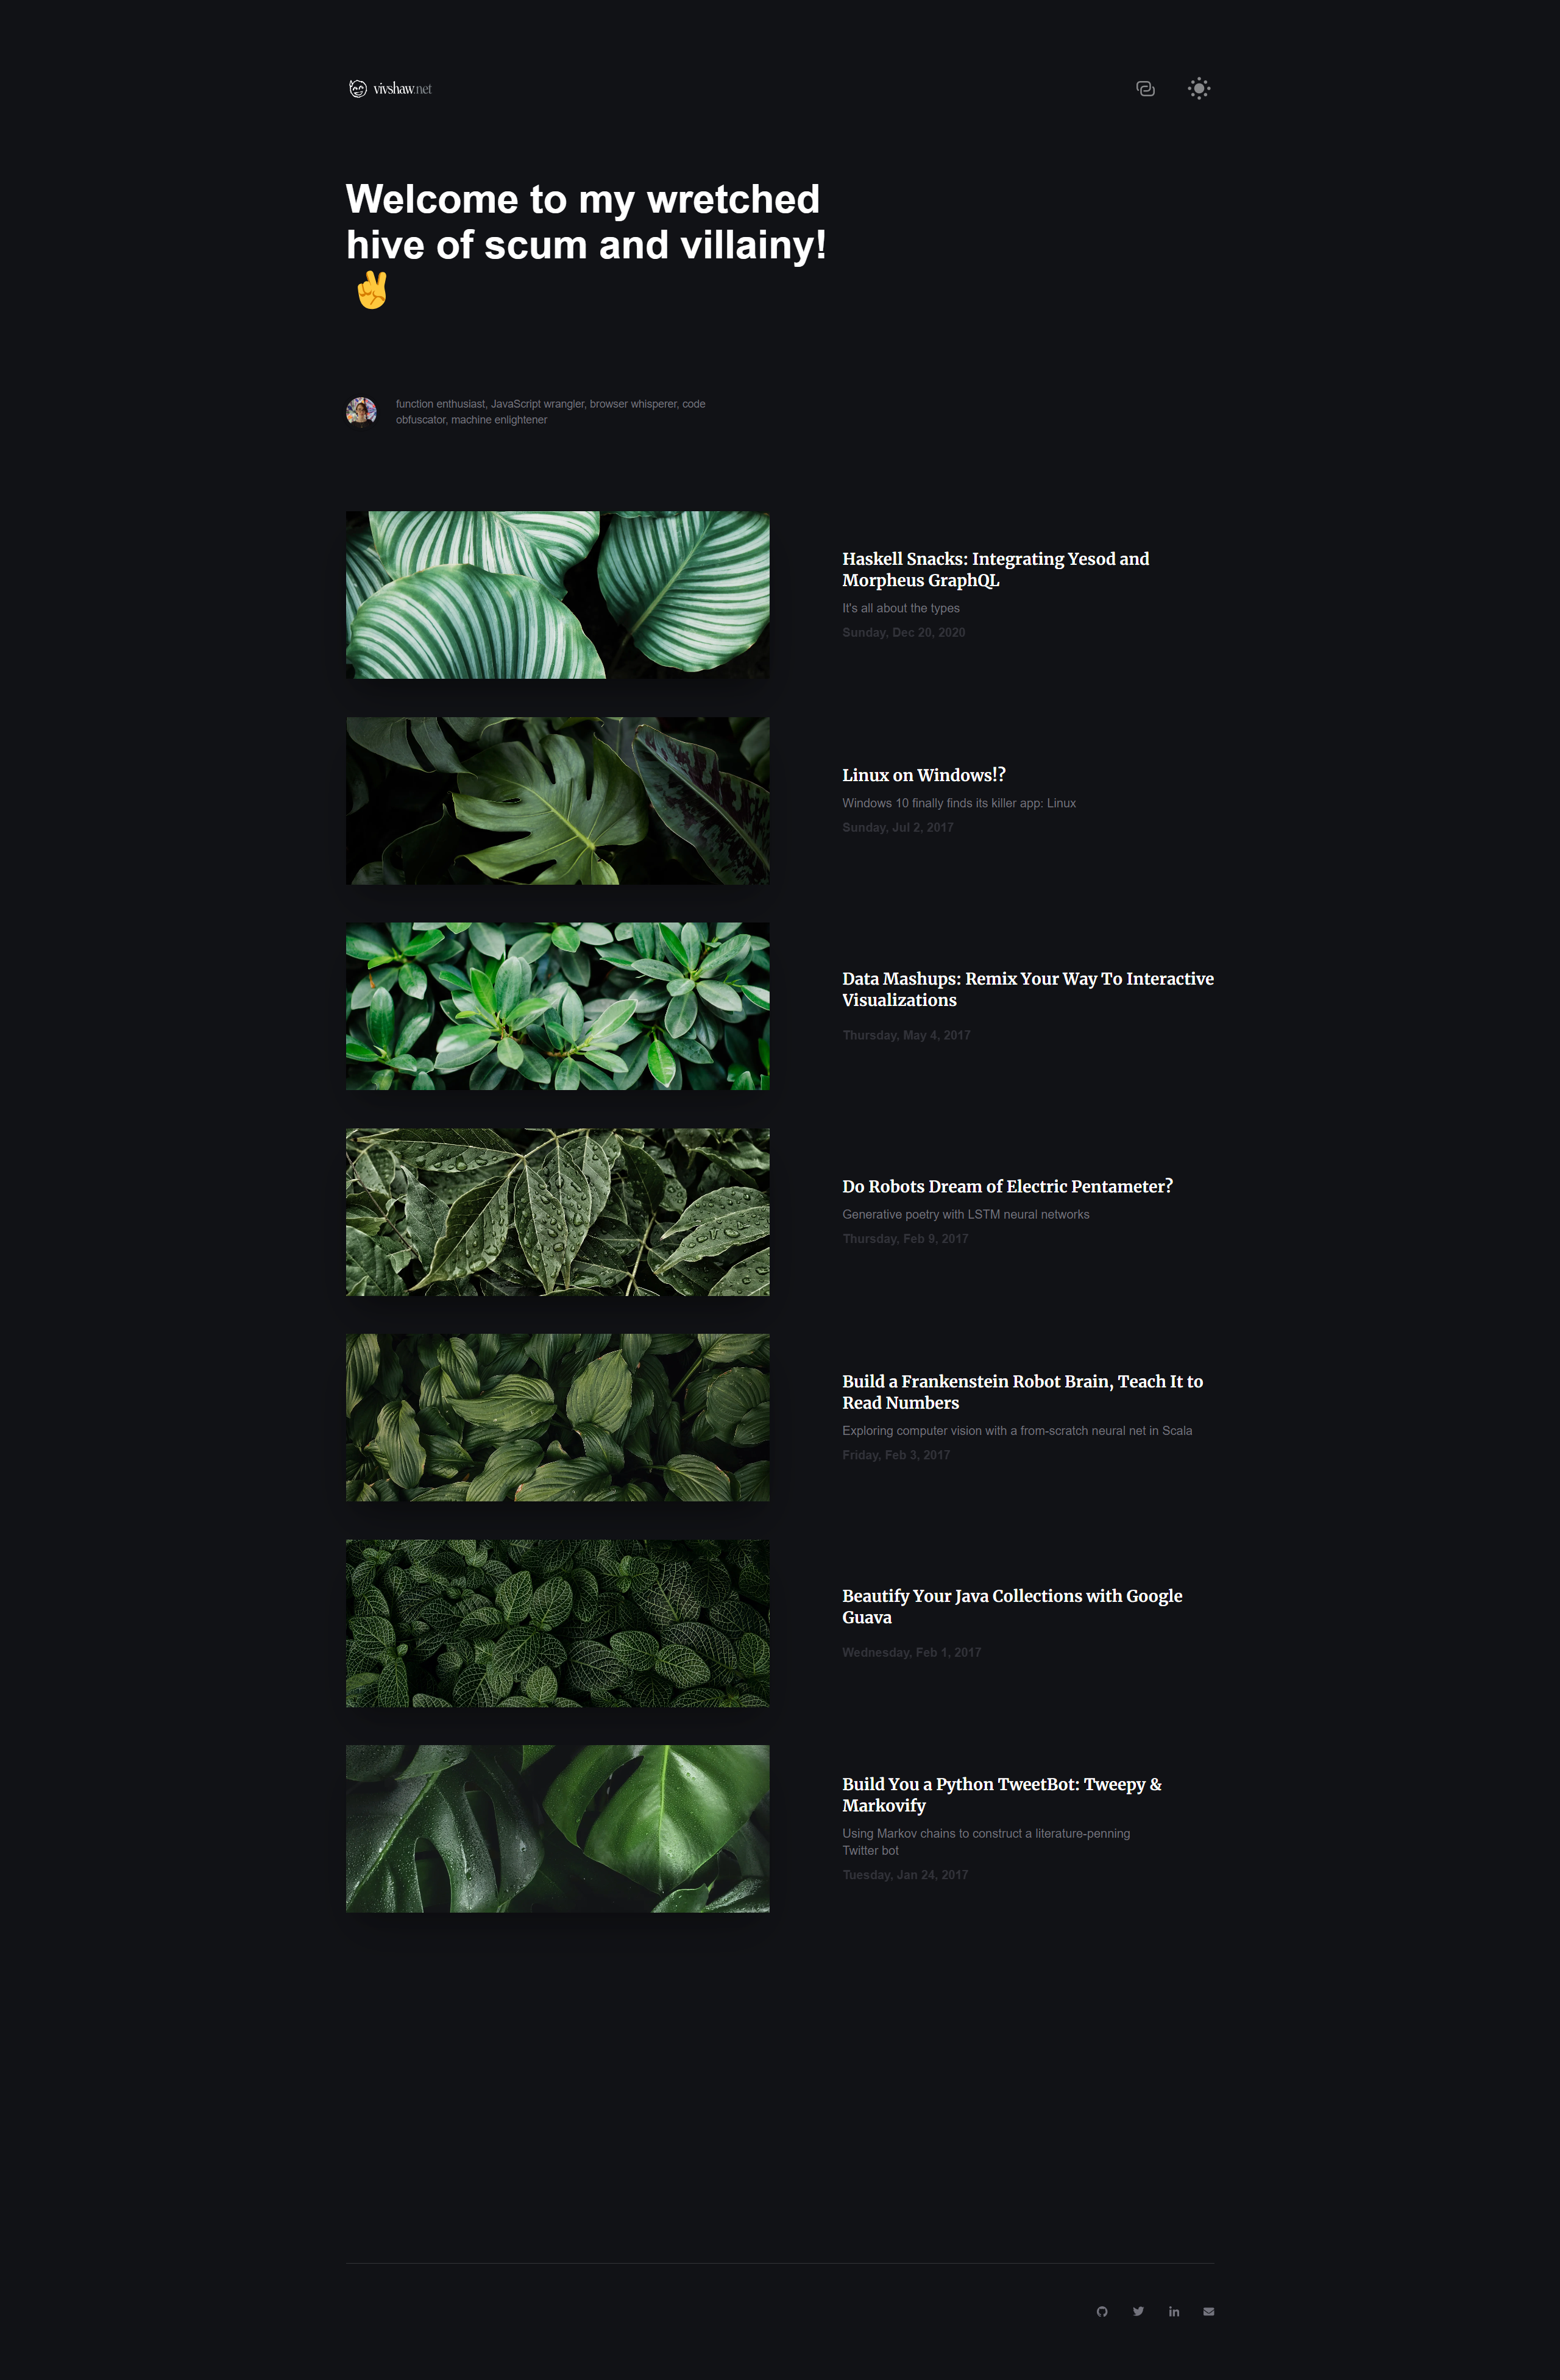 vivshaw.net
Welcome to my wretched
hive of scum and villainy!
✌
function enthusiast, JavaScript wrangler, browser whisperer, code
obfuscator, machine enlightener
Haskell Snacks: Integrating Yesod and
Morpheus GraphQL
It's all about the types
Sunday, Dec 20, 2020
Linux on Windows!?
Windows 10 finally finds its killer app: Linux
Sunday, Jul 2, 2017
Data Mashups: Remix Your Way To Interactive
Visualizations
Thursday, May 4, 2017
Do Robots Dream of Electric Pentameter?
Generative poetry with LSTM neural networks
Thursday, Feb 9, 2017
Build a Frankenstein Robot Brain, Teach It to
Read Numbers
Exploring computer vision with a from-scratch neural net in Scala
Friday, Feb 3, 2017
Beautify Your Java Collections with Google
Guava
Wednesday, Feb 1, 2017
Build You a Python TweetBot: Tweepy &
Markovify
Using Markov chains to construct a literature-penning
Twitter bot
Tuesday, Jan 24, 2017